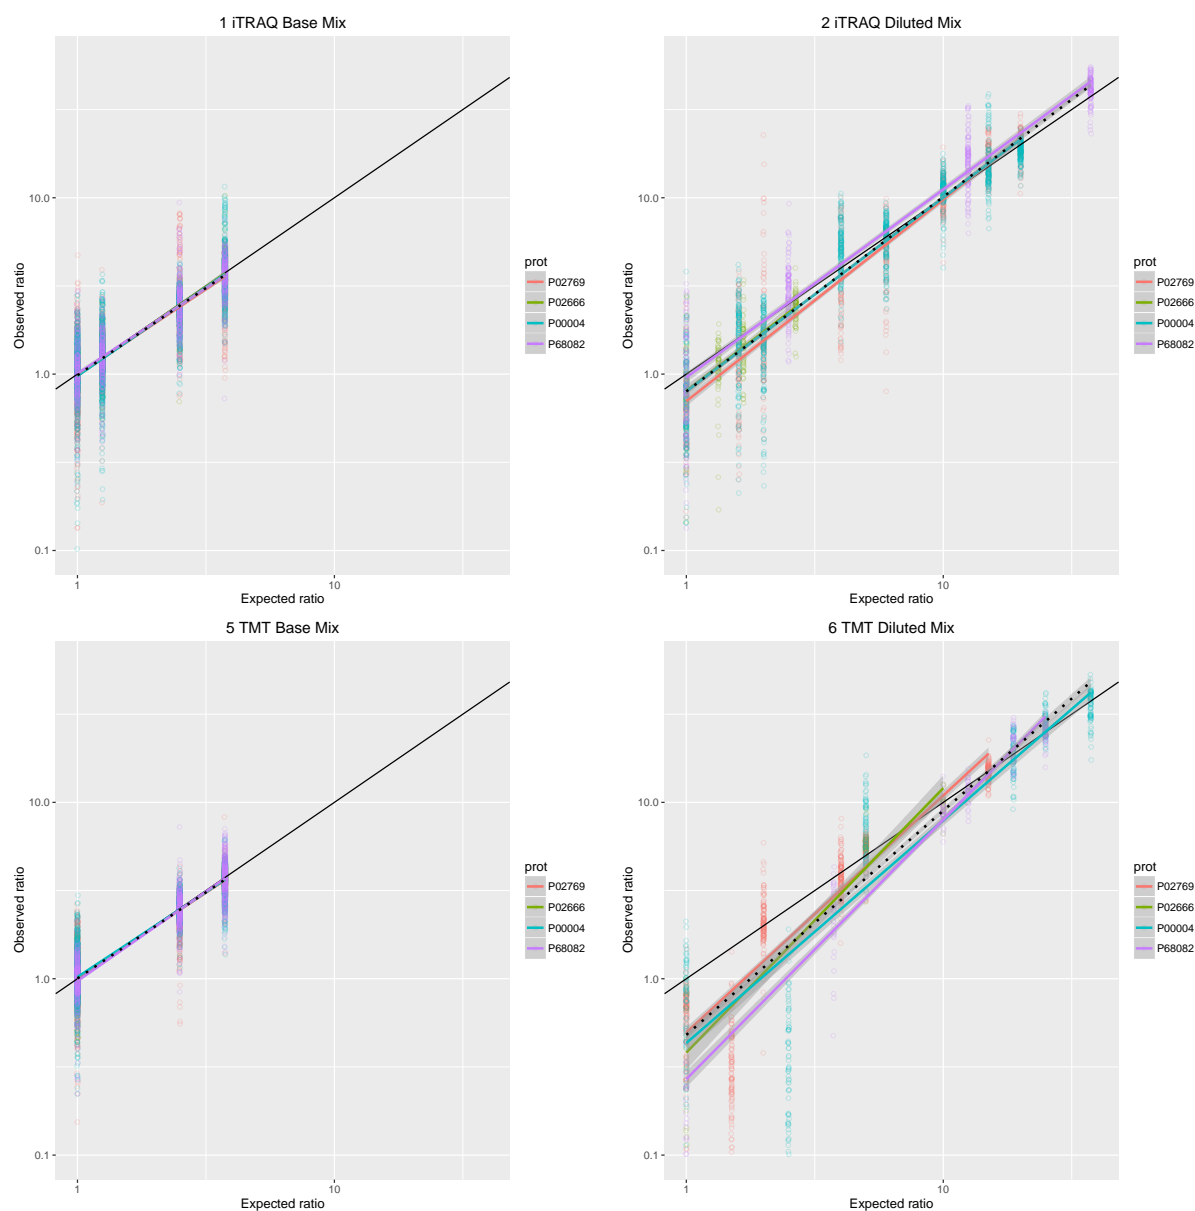 1 iTRAQ Base Mix
Observed ratio
10.0
1.0
0.1
1
10
Expected ratio
prot
P02769
P02666
P00004
P68082
2 iTRAQ Diluted Mix
Observed ratio
10.0
1.0
0.1
1
10
Expected ratio
prot
P02769
P02666
P00004
P68082
5 TMT Base Mix
Observed ratio
10.0
1.0
0.1
1
10
Expected ratio
prot
P02769
P02666
P00004
P68082
6 TMT Diluted Mix
Observed ratio
10.0
1.0
0.1
1
10
Expected ratio
prot
P02769
P02666
P00004
P68082